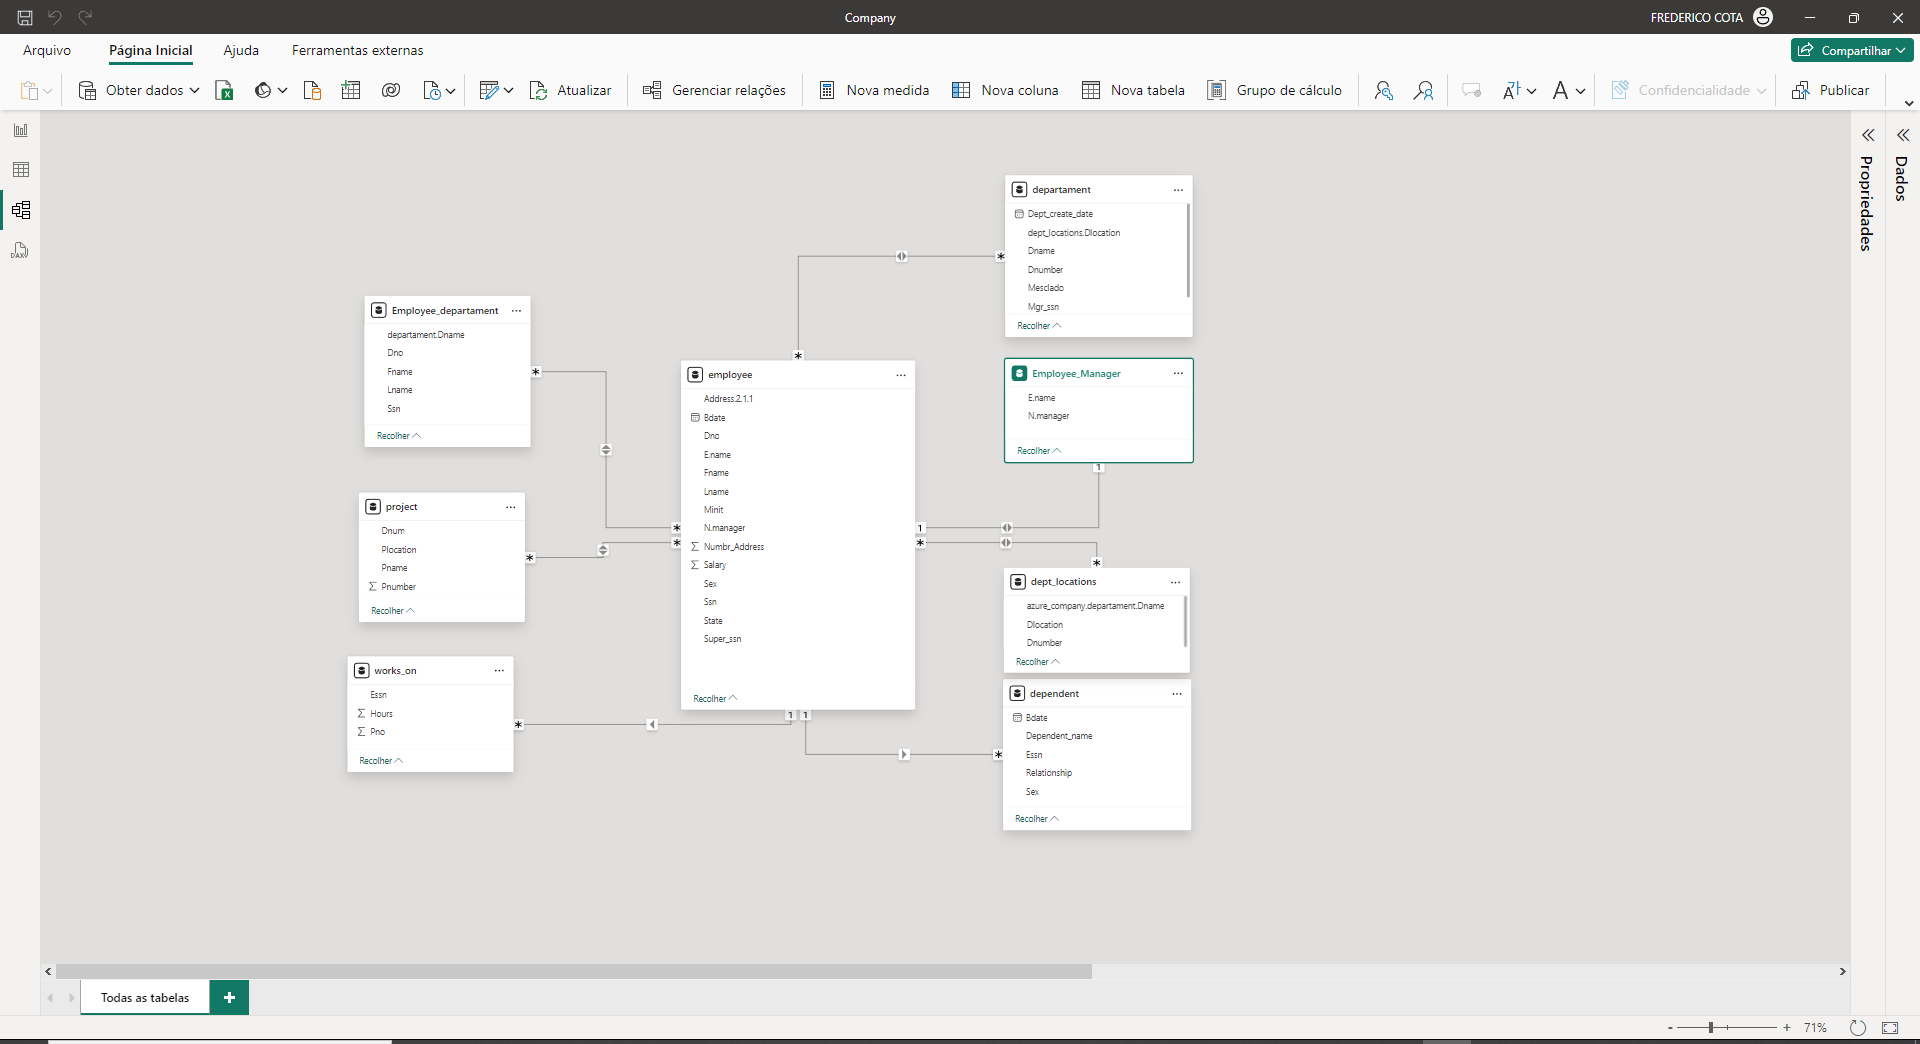 Company
FREDERICO COTA
Arquivo
Página Inicial
Ajuda
Ferramentas externas
Compartilhar
Obter dados
Atualizar
Gerenciar relações
Nova medida
Nova coluna
Nova tabela
Grupo de cálculo
Confidencialidade
Publicar
Propriedades
Dados
DAX
departament
Dept_create_date
dept_locations.Dlocation
Dname
Dnumber
Mesclado
Mgr_ssn
Recolher
Employee_departament
departament.Dname
Dno
Fname
Lname
Ssn
Recolher
employee
Address.2.1.1
Bdate
Dno
E.name
Fname
Lname
Minit
N.manager
Numbr_Address
Salary
Sex
Ssn
State
Super_ssn
Recolher
Employee_Manager
E.name
N.manager
Recolher
project
Dnum
Plocation
Pname
Pnumber
Recolher
dept_locations
azure_company.departament.Dname
Dlocation
Dnumber
Recolher
works_on
Essn
Hours
Pno
Recolher
dependent
Bdate
Dependent_name
Essn
Relationship
Sex
Recolher
* * * * * * * * * *
1 1 1 1
Todas as tabelas
+
- + 71%